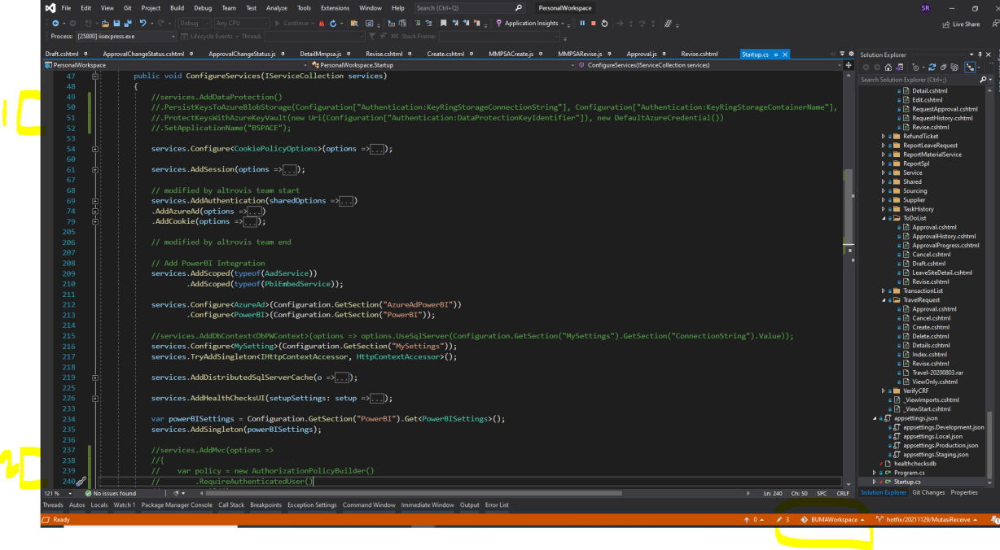 File Edit View Git Project Build Debug Team Test Analyze Tools Extensions Window Help Search (Ctrl+Q) PersonalWorkspace SR
Debug Any CPU Continue Application Insights Live Share
Process: [25800] iisexpress.exe Lifecycle Events Thread: Stack Frame:
Draft.cshtml ApprovalChangeStatus.cshtml ApprovalChangeStatus.js DetailMmpsa.js Revise.cshtml Create.cshtml MMPSACreate.js MMPSARevise.js Approval.js Revise.cshtml Startup.cs
PersonalWorkspace PersonalWorkspace.Startup ConfigureServices(IServiceCollection services)
47 public void ConfigureServices(IServiceCollection services)
48 {
49 //services.AddDataProtection()
50 //.PersistKeysToAzureBlobStorage(Configuration["Authentication:KeyRingStorageConnectionString"], Configuration["Authentication:KeyRingStorageContainerName"],
51 //.ProtectKeysWithAzureKeyVault(new Uri(Configuration["Authentication:DataProtectionKeyIdentifier"]), new DefaultAzureCredential())
52 //.SetApplicationName("BSPACE");
53
54 services.Configure<CookiePolicyOptions>(options =>...);
60
61 services.AddSession(options =>...);
67
68 // modified by altrovis team start
69 services.AddAuthentication(sharedOptions =>...)
74 .AddAzureAd(options =>...)
79 .AddCookie(options =>...);
205
206 // modified by altrovis team end
207
208 // Add PowerBI Integration
209 services.AddScoped(typeof(AadService))
210 .AddScoped(typeof(PbiEmbedService));
211
212 services.Configure<AzureAd>(Configuration.GetSection("AzureAdPowerBI"))
213 .Configure<PowerBI>(Configuration.GetSection("PowerBI"));
214
215 //services.AddDbContext<DbPWContext>(options => options.UseSqlServer(Configuration.GetSection("MySettings").GetSection("ConnectionString").Value));
216 services.Configure<MySetting>(Configuration.GetSection("MySettings"));
217 services.TryAddSingleton<IHttpContextAccessor, HttpContextAccessor>();
218
219 services.AddDistributedSqlServerCache(o =>...);
225
226 services.AddHealthChecksUI(setupSettings: setup =>...);
233
234 var powerBISettings = Configuration.GetSection("PowerBI").Get<PowerBISettings>();
235 services.AddSingleton(powerBISettings);
236
237 //services.AddMvc(options =>
238 //{
239 // var policy = new AuthorizationPolicyBuilder()
240 // .RequireAuthenticatedUser()
121 % No issues found Ln: 240 Ch: 50 SPC CRLF
Threads Autos Locals Watch 1 Package Manager Console Call Stack Breakpoints Exception Settings Command Window Immediate Window Output Error List
Solution Explorer
Search Solution Explorer (Ctrl+;)
Detail.cshtml
Edit.cshtml
RequestApproval.cshtml
RequestHistory.cshtml
Revise.cshtml
RefundTicket
ReportLeaveRequest
ReportMaterialService
ReportSpl
Service
Shared
Sourcing
Supplier
TaskHistory
ToDoList
Approval.cshtml
ApprovalHistory.cshtml
ApprovalProgress.cshtml
Cancel.cshtml
Draft.cshtml
LeaveSiteDetail.cshtml
Revise.cshtml
TransactionList
TravelRequest
Approval.cshtml
Cancel.cshtml
Create.cshtml
Delete.cshtml
Details.cshtml
Index.cshtml
Revise.cshtml
Travel-20200803.rar
ViewOnly.cshtml
VerifyCRF
_ViewImports.cshtml
_ViewStart.cshtml
appsettings.json
appsettings.Development.json
appsettings.Local.json
appsettings.Production.json
appsettings.Staging.json
healthchecksdb
Program.cs
Startup.cs
Solution Explorer Git Changes Properties
Ready 0 3 BUMAWorkspace hotfix/20211129/MutasiReceive